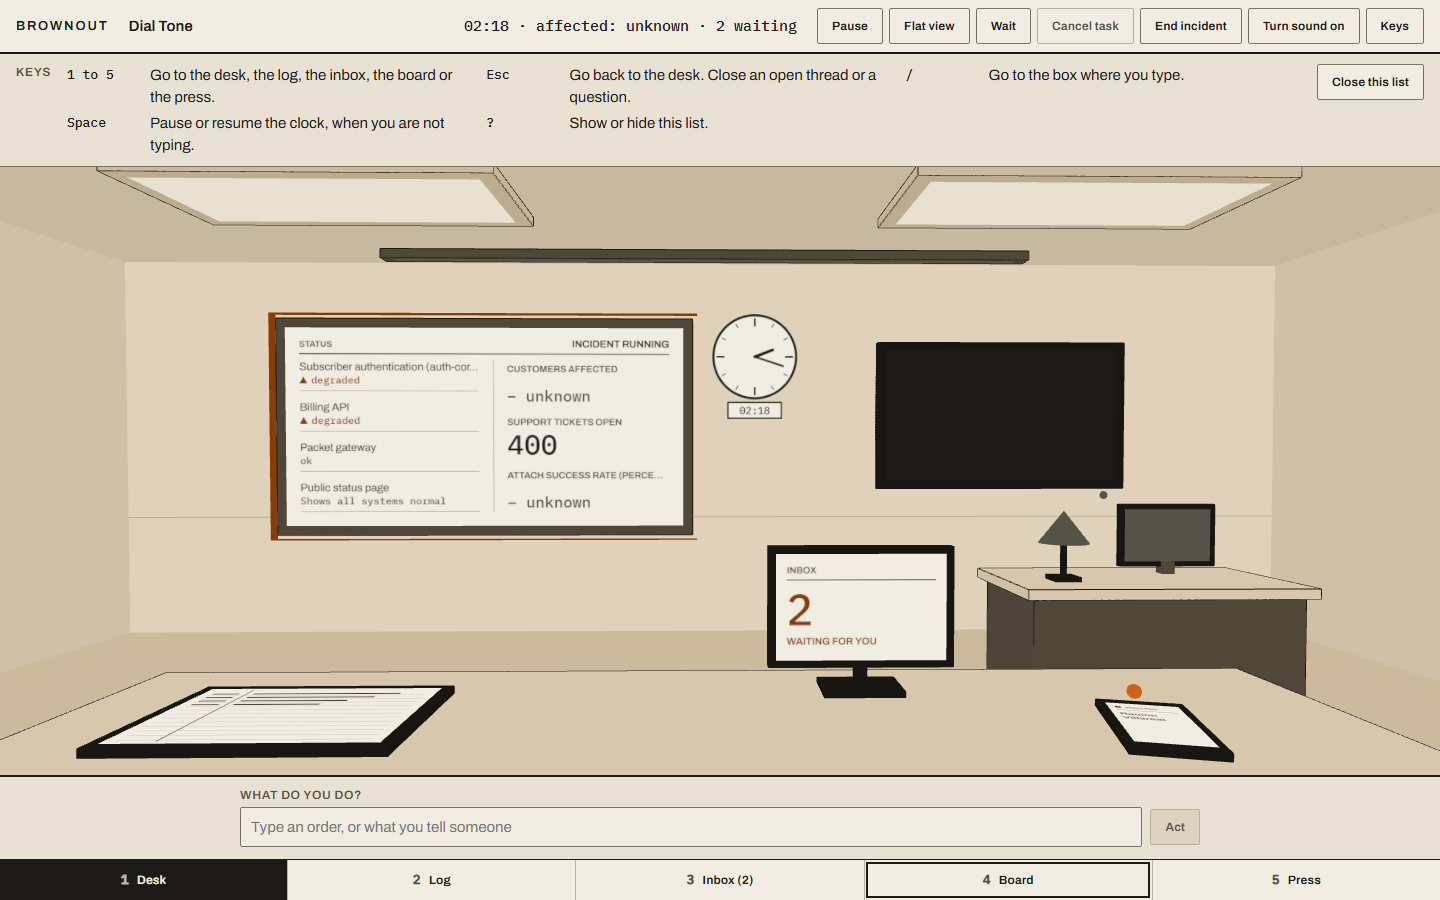 BROWNOUT Dial Tone 02:18 · affected: unknown · 2 waiting Pause Flat view Wait Cancel task End incident Turn sound on Keys
KEYS
1 to 5 Go to the desk, the log, the inbox, the board or
the press.
Esc Go back to the desk. Close an open thread or a
question.
/ Go to the box where you type.
Close this list
Space Pause or resume the clock, when you are not
typing.
? Show or hide this list.
STATUS INCIDENT RUNNING
Subscriber authentication (auth-cor...
▲ degraded
Billing API
▲ degraded
Packet gateway
ok
Public status page
Shows all systems normal
CUSTOMERS AFFECTED
– unknown
SUPPORT TICKETS OPEN
400
ATTACH SUCCESS RATE (PERCE...
– unknown
02:18
INBOX
2
WAITING FOR YOU
Ramon
Villareal
WHAT DO YOU DO?
Type an order, or what you tell someone
Act
1 Desk
2 Log
3 Inbox (2)
4 Board
5 Press